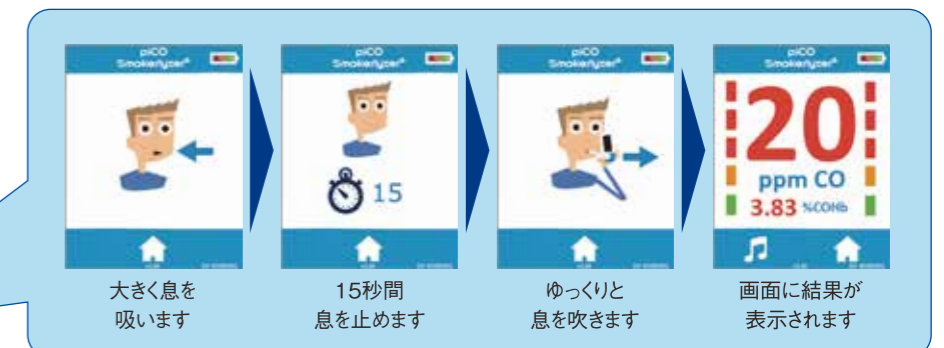 piCO
Smokerlyzer®
piCO
Smokerlyzer®
15
piCO
Smokerlyzer®
piCO
Smokerlyzer®
20
ppm CO
3.83 %COHb
大きく息を
吸います
15秒間
息を止めます
ゆっくりと
息を吹きます
画面に結果が
表示されます